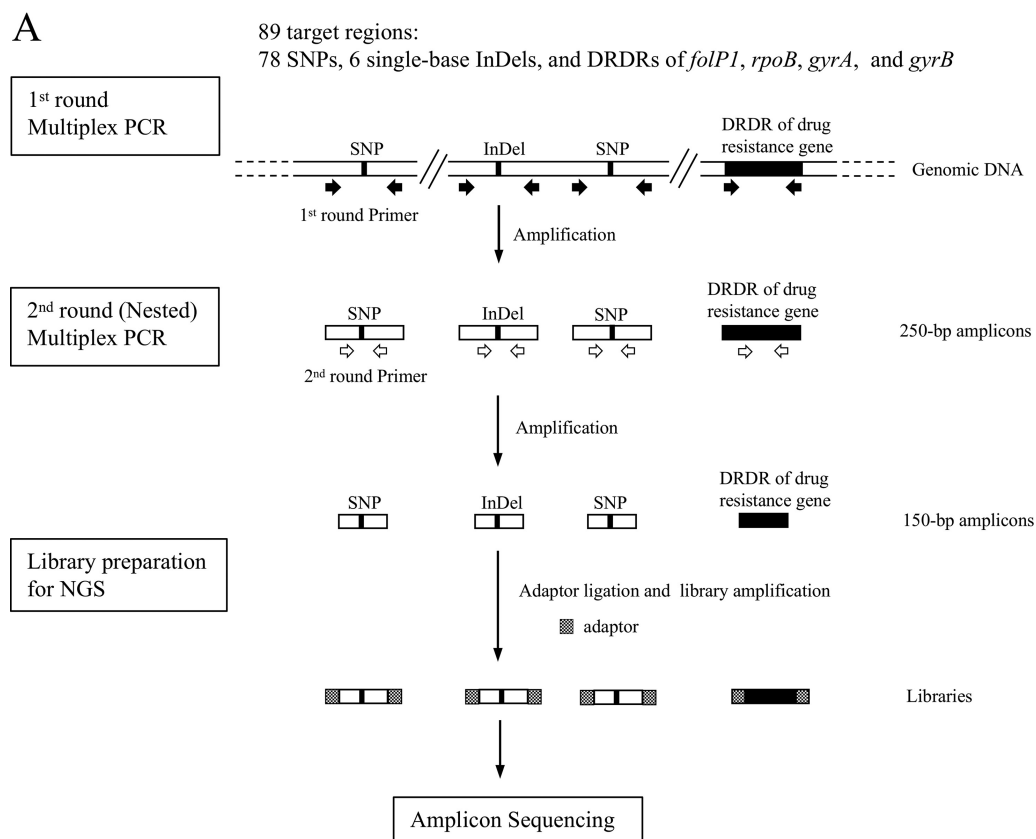 A
89 target regions:
78 SNPs, 6 single-base InDels, and DRDRs of folP1, rpoB, gyrA, and gyrB
1st round
Multiplex PCR
SNP
InDel
SNP
DRDR of drug
resistance gene
Genomic DNA
1st round Primer
Amplification
2nd round (Nested)
Multiplex PCR
SNP
InDel
SNP
DRDR of drug
resistance gene
250-bp amplicons
2nd round Primer
Amplification
SNP
InDel
SNP
DRDR of drug
resistance gene
150-bp amplicons
Library preparation
for NGS
Adaptor ligation and library amplification
adaptor
Libraries
Amplicon Sequencing